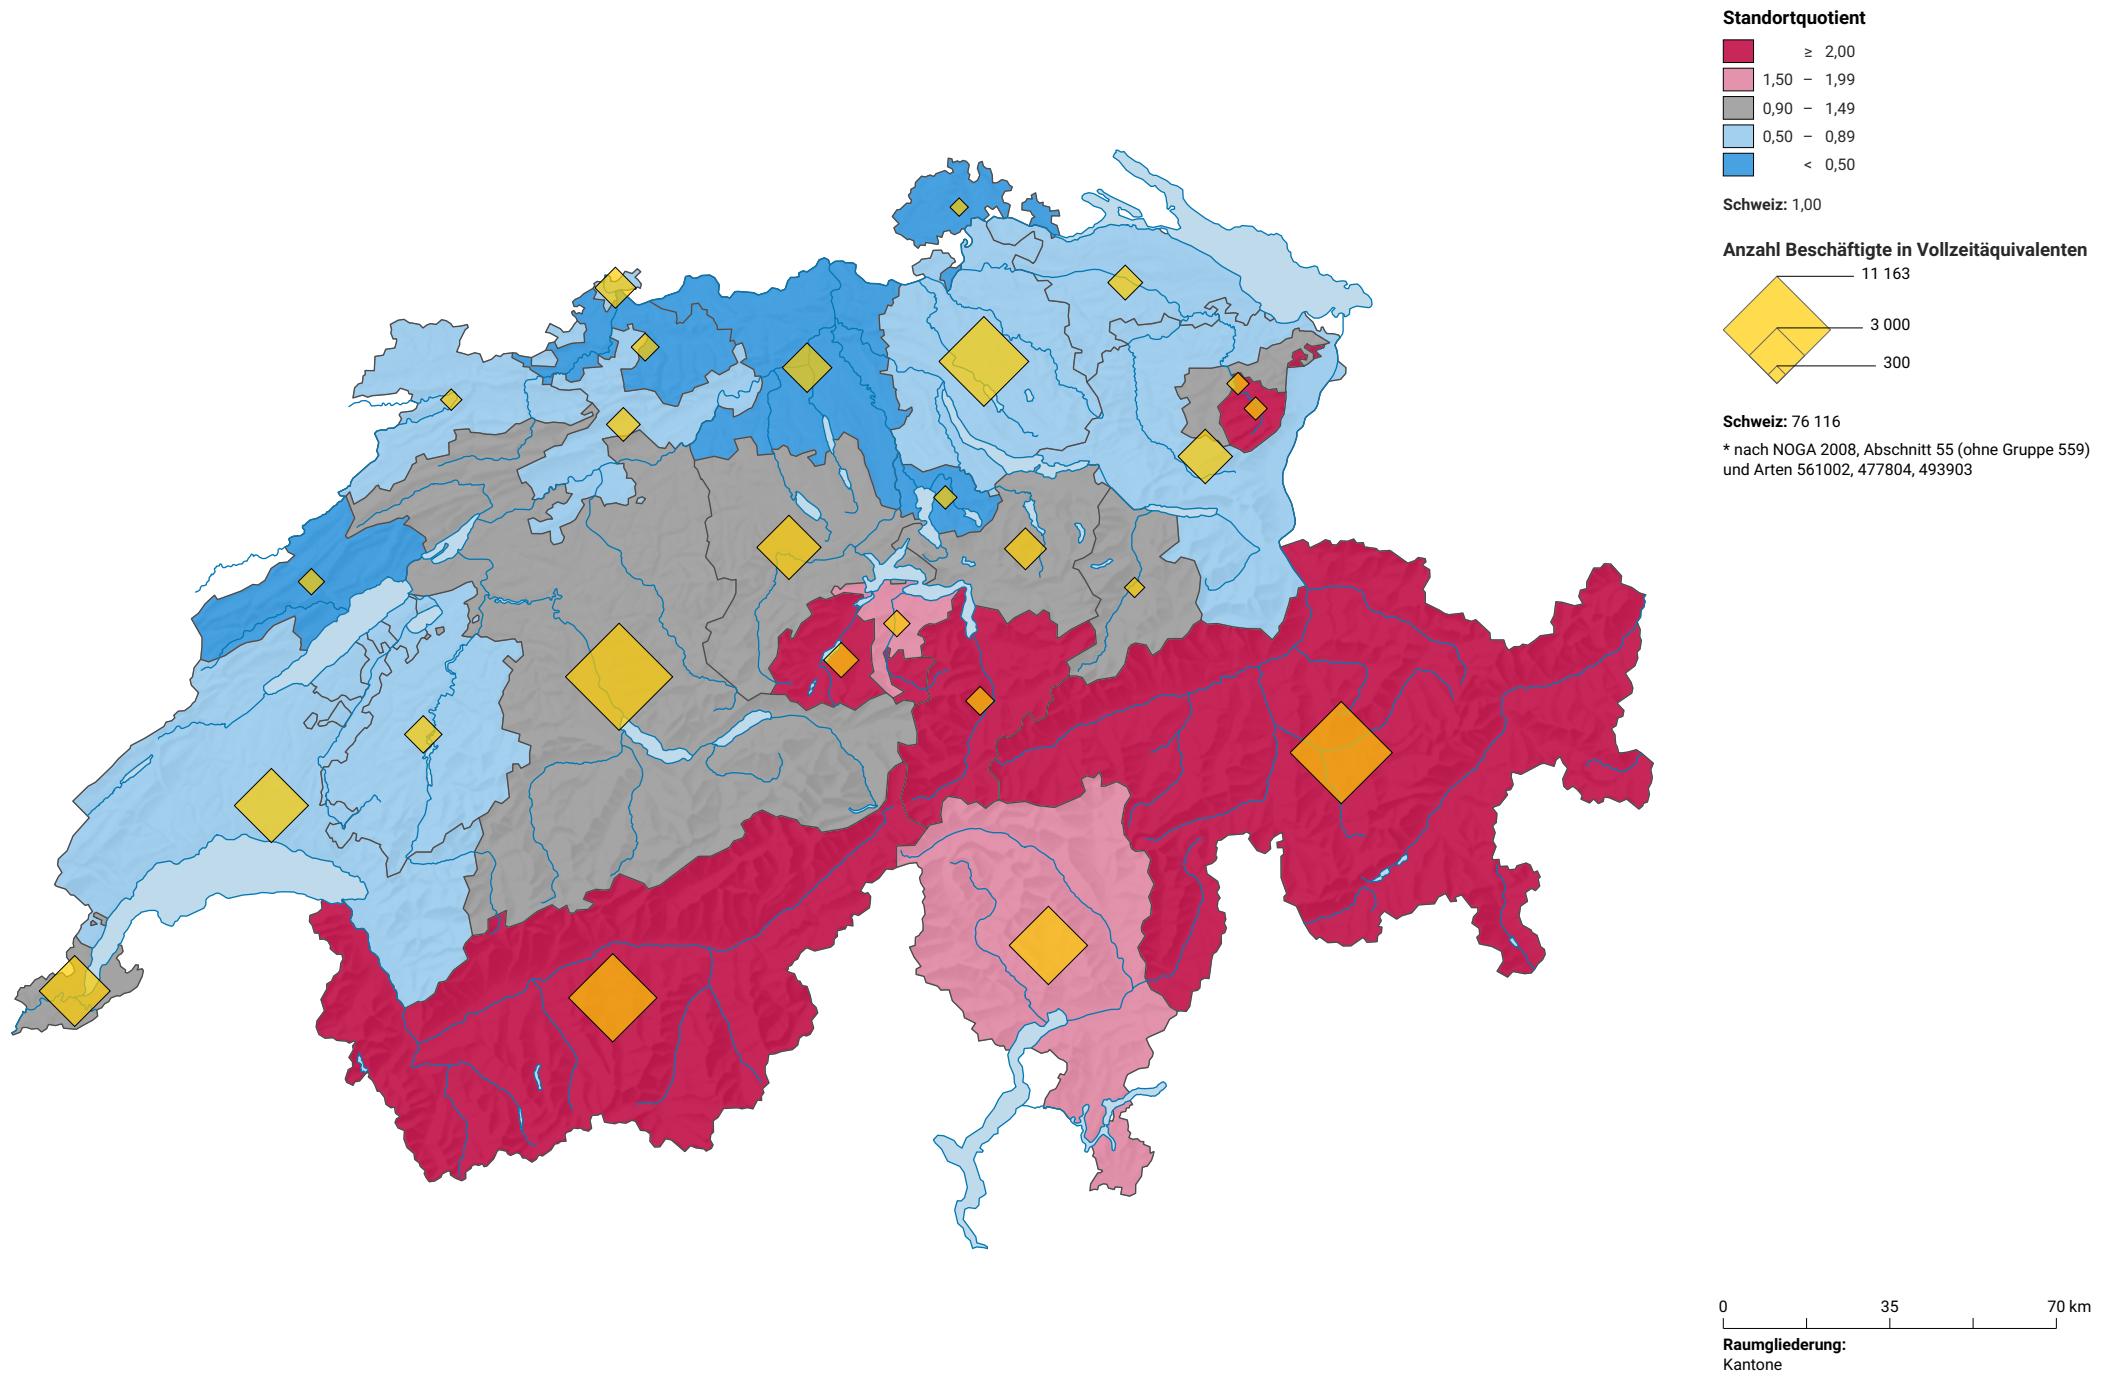 Standortquotient
≥ 2,00
1,50 – 1,99
0,90 – 1,49
0,50 – 0,89
< 0,50
Schweiz: 1,00
Anzahl Beschäftigte in Vollzeitäquivalenten
11 163
3 000
300
Schweiz: 76 116
* nach NOGA 2008, Abschnitt 55 (ohne Gruppe 559)
und Arten 561002, 477804, 493903
0 35 70 km
Raumgliederung:
Kantone